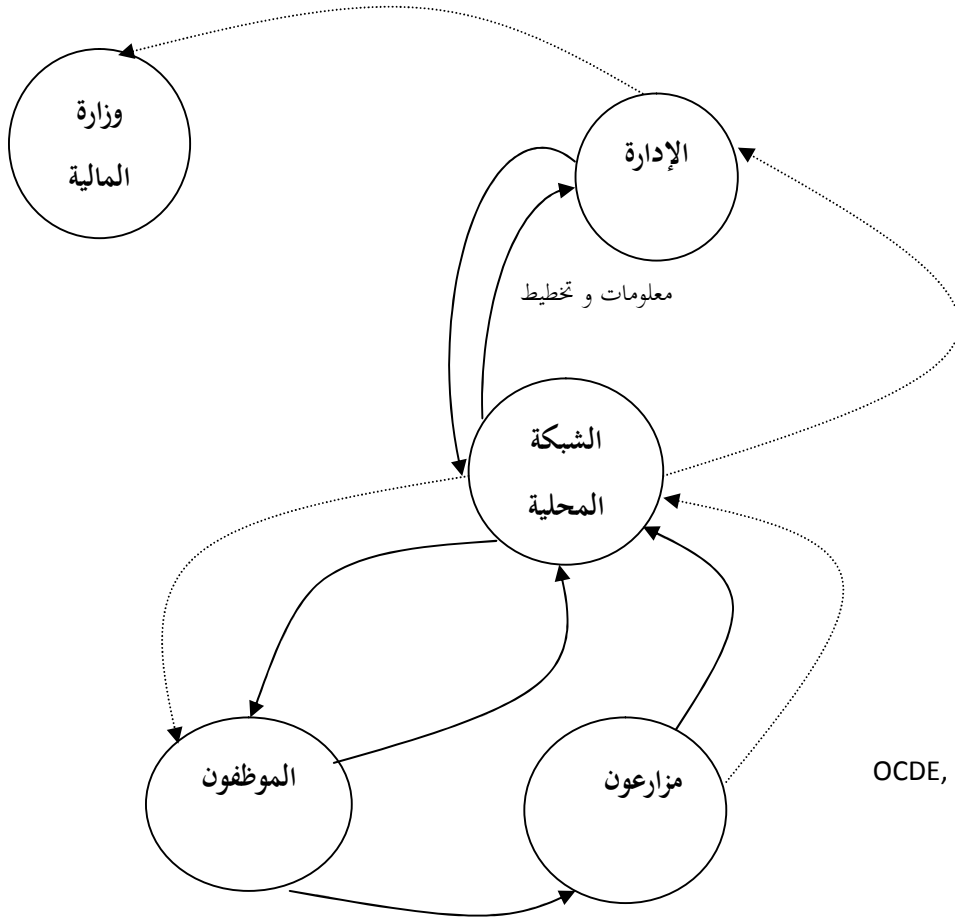 وزارة
المالية
الإدارة
معلومات و تخطيط
الشبكة
المحلية
الموظفون
مزارعون
OCDE,